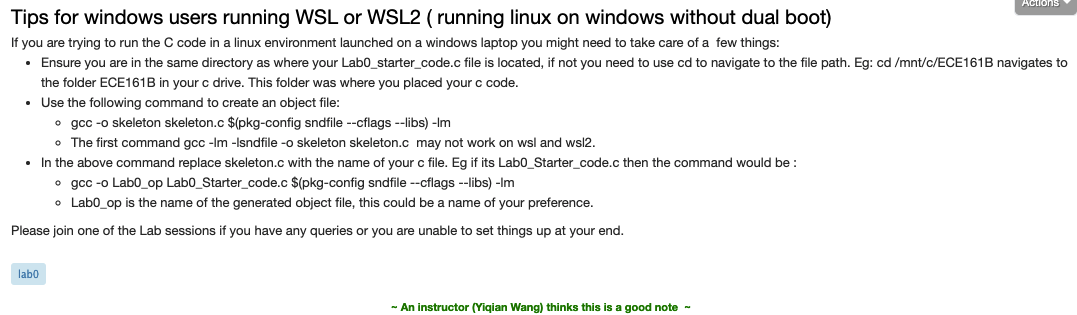 Actions
Tips for windows users running WSL or WSL2 ( running linux on windows without dual boot)
If you are trying to run the C code in a linux environment launched on a windows laptop you might need to take care of a  few things:
• Ensure you are in the same directory as where your Lab0_starter_code.c file is located, if not you need to use cd to navigate to the file path. Eg: cd /mnt/c/ECE161B navigates to
the folder ECE161B in your c drive. This folder was where you placed your c code.
• Use the following command to create an object file:
◦ gcc -o skeleton skeleton.c $(pkg-config sndfile --cflags --libs) -lm
◦ The first command gcc -lm -lsndfile -o skeleton skeleton.c  may not work on wsl and wsl2.
• In the above command replace skeleton.c with the name of your c file. Eg if its Lab0_Starter_code.c then the command would be :
◦ gcc -o Lab0_op Lab0_Starter_code.c $(pkg-config sndfile --cflags --libs) -lm
◦ Lab0_op is the name of the generated object file, this could be a name of your preference.
Please join one of the Lab sessions if you have any queries or you are unable to set things up at your end.
lab0
~ An instructor (Yiqian Wang) thinks this is a good note ~